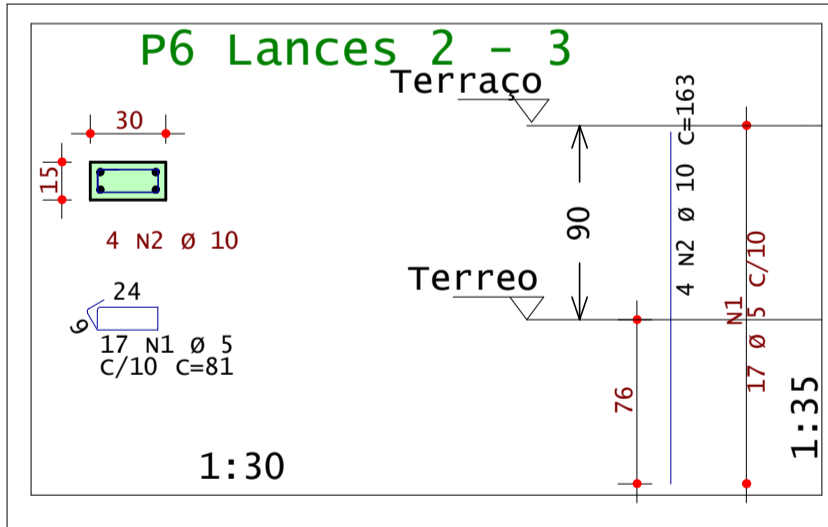 P6 Lances 2 - 3
Terraço
30
15
4 N2 Ø 10
24
9
17 N1 Ø 5
C/10 C=81
1:30
Terreo
90
76
4 N2 Ø 10 C=163
N1
17 Ø 5 C/10
1:35